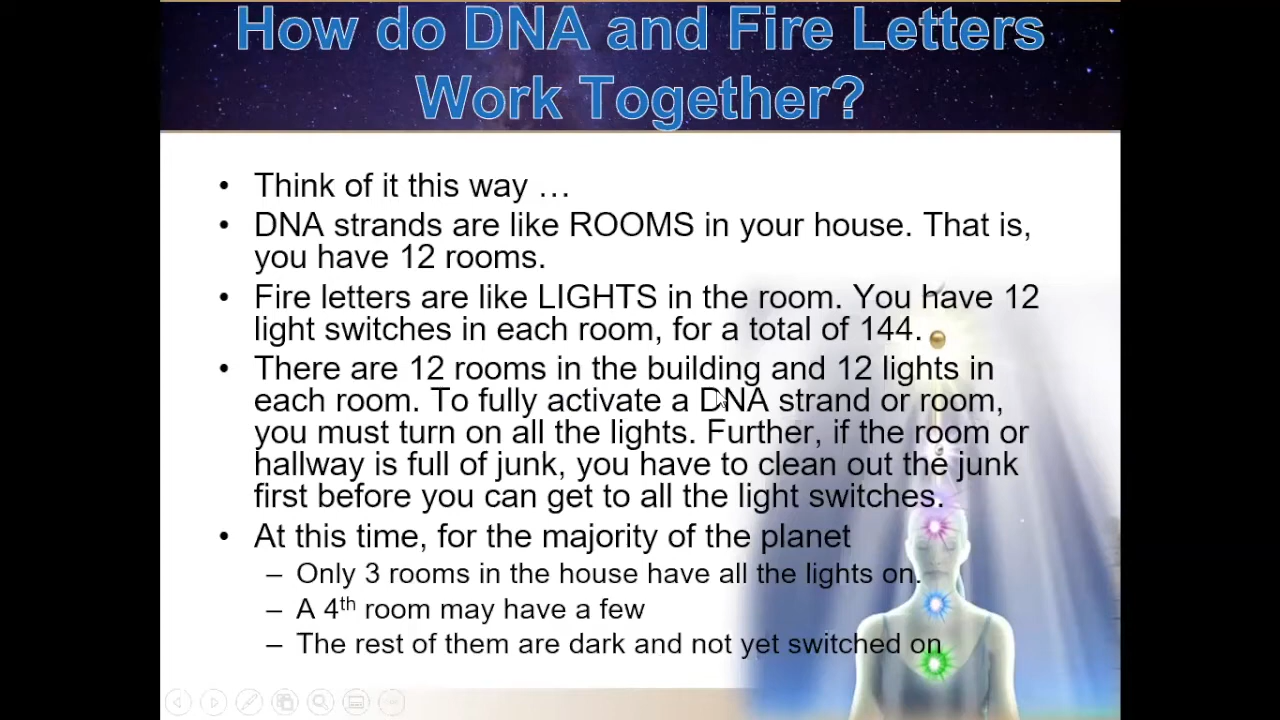 How do DNA and Fire Letters
Work Together?
• Think of it this way …
• DNA strands are like ROOMS in your house. That is,
you have 12 rooms.
• Fire letters are like LIGHTS in the room. You have 12
light switches in each room, for a total of 144.
• There are 12 rooms in the building and 12 lights in
each room. To fully activate a DNA strand or room,
you must turn on all the lights. Further, if the room or
hallway is full of junk, you have to clean out the junk
first before you can get to all the light switches.
• At this time, for the majority of the planet
– Only 3 rooms in the house have all the lights on.
– A 4th room may have a few
– The rest of them are dark and not yet switched on